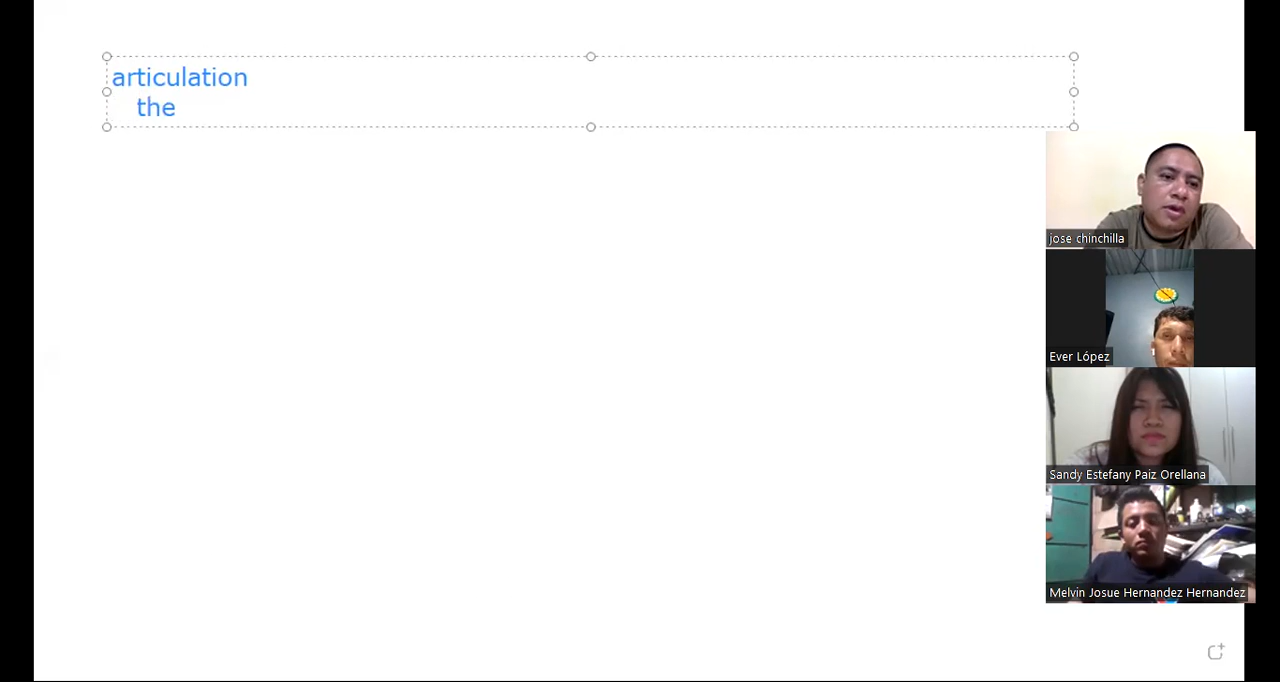 articulation
the
jose chinchilla
Ever López
Sandy Estefany Paiz Orellana
Melvin Josue Hernandez Hernandez